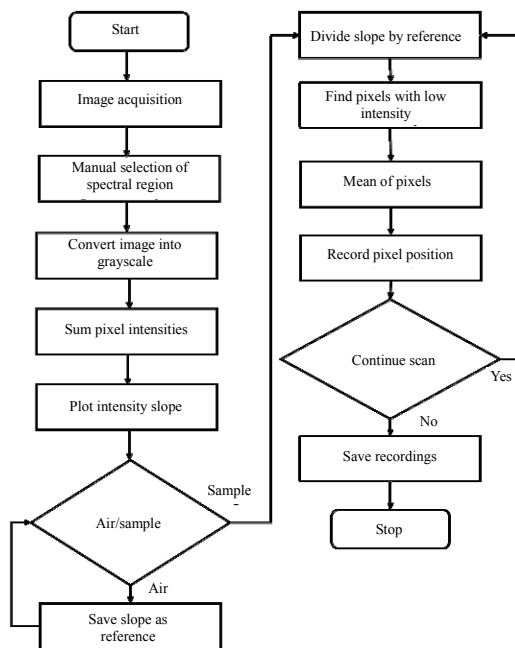 Start
Image acquisition
Manual selection of
spectral region
Convert image into
grayscale
Sum pixel intensities
Plot intensity slope
Air/sample
Sample
Air
Save slope as
reference
Divide slope by reference
Find pixels with low
intensity
Mean of pixels
Record pixel position
Continue scan
Yes
No
Save recordings
Stop